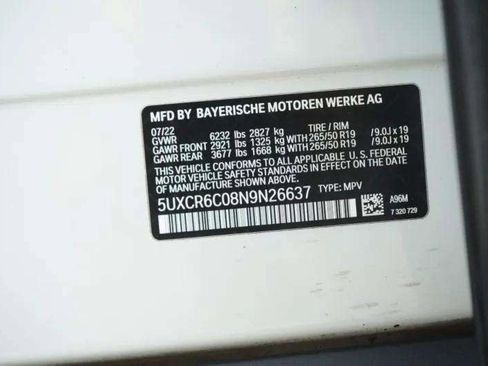 MFD BY BAYERISCHE MOTOREN WERKE AG
07/22
GVWR 6232 lbs 2827 kg TIRE / RIM
GAWR FRONT 2921 lbs 1325 kg WITH 265/50 R19 /9.0J x 19
GAWR REAR 3677 lbs 1668 kg WITH 265/50 R19 /9.0J x 19
THIS VEHICLE CONFORMS TO ALL APPLICABLE
U.S. FEDERAL MOTOR VEHICLE SAFETY STANDARDS
IN EFFECT ON THE DATE OF MANUFACTURE SHOWN
ABOVE.
5UXCR6C08N9N26637 TYPE: MPV
A96M
7 320 729